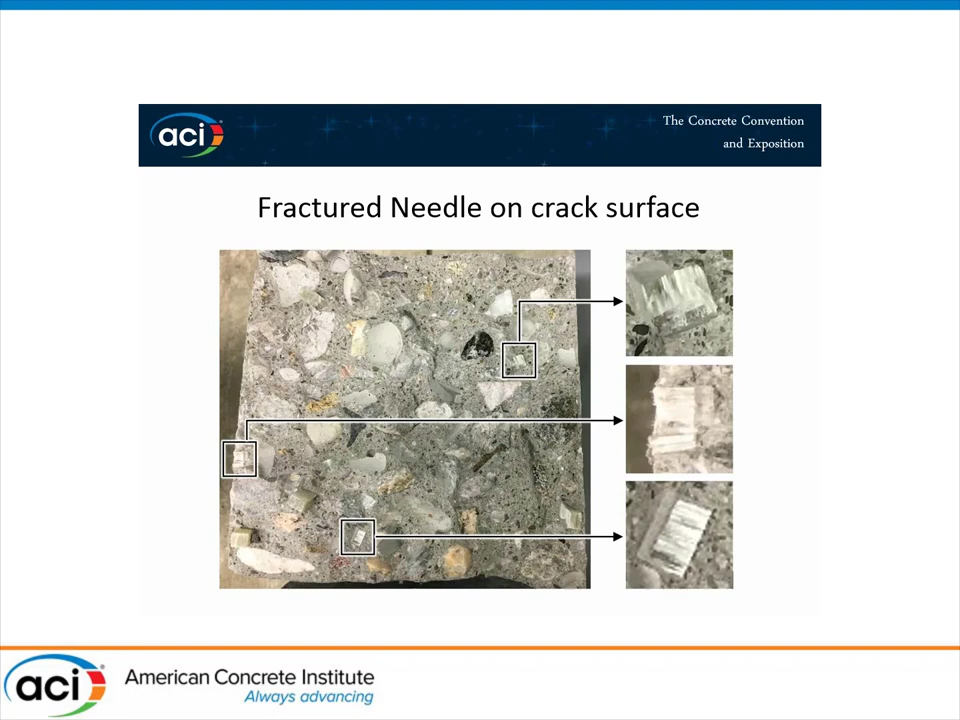 aci
The Concrete Convention
and Exposition
Fractured Needle on crack surface
aci
American Concrete Institute
Always advancing